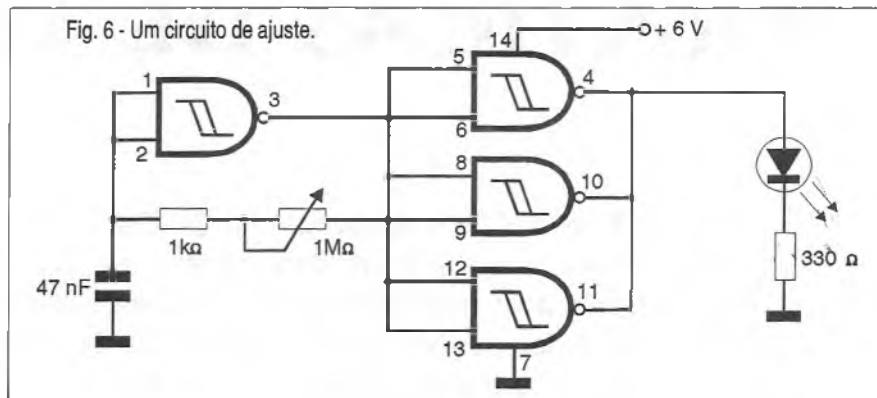 Fig. 6 - Um circuito de ajuste.
14
+ 6 V
5
4
1
3
2
6
8
10
9
1kΩ
1MΩ
47 nF
12
11
13
7
330 Ω